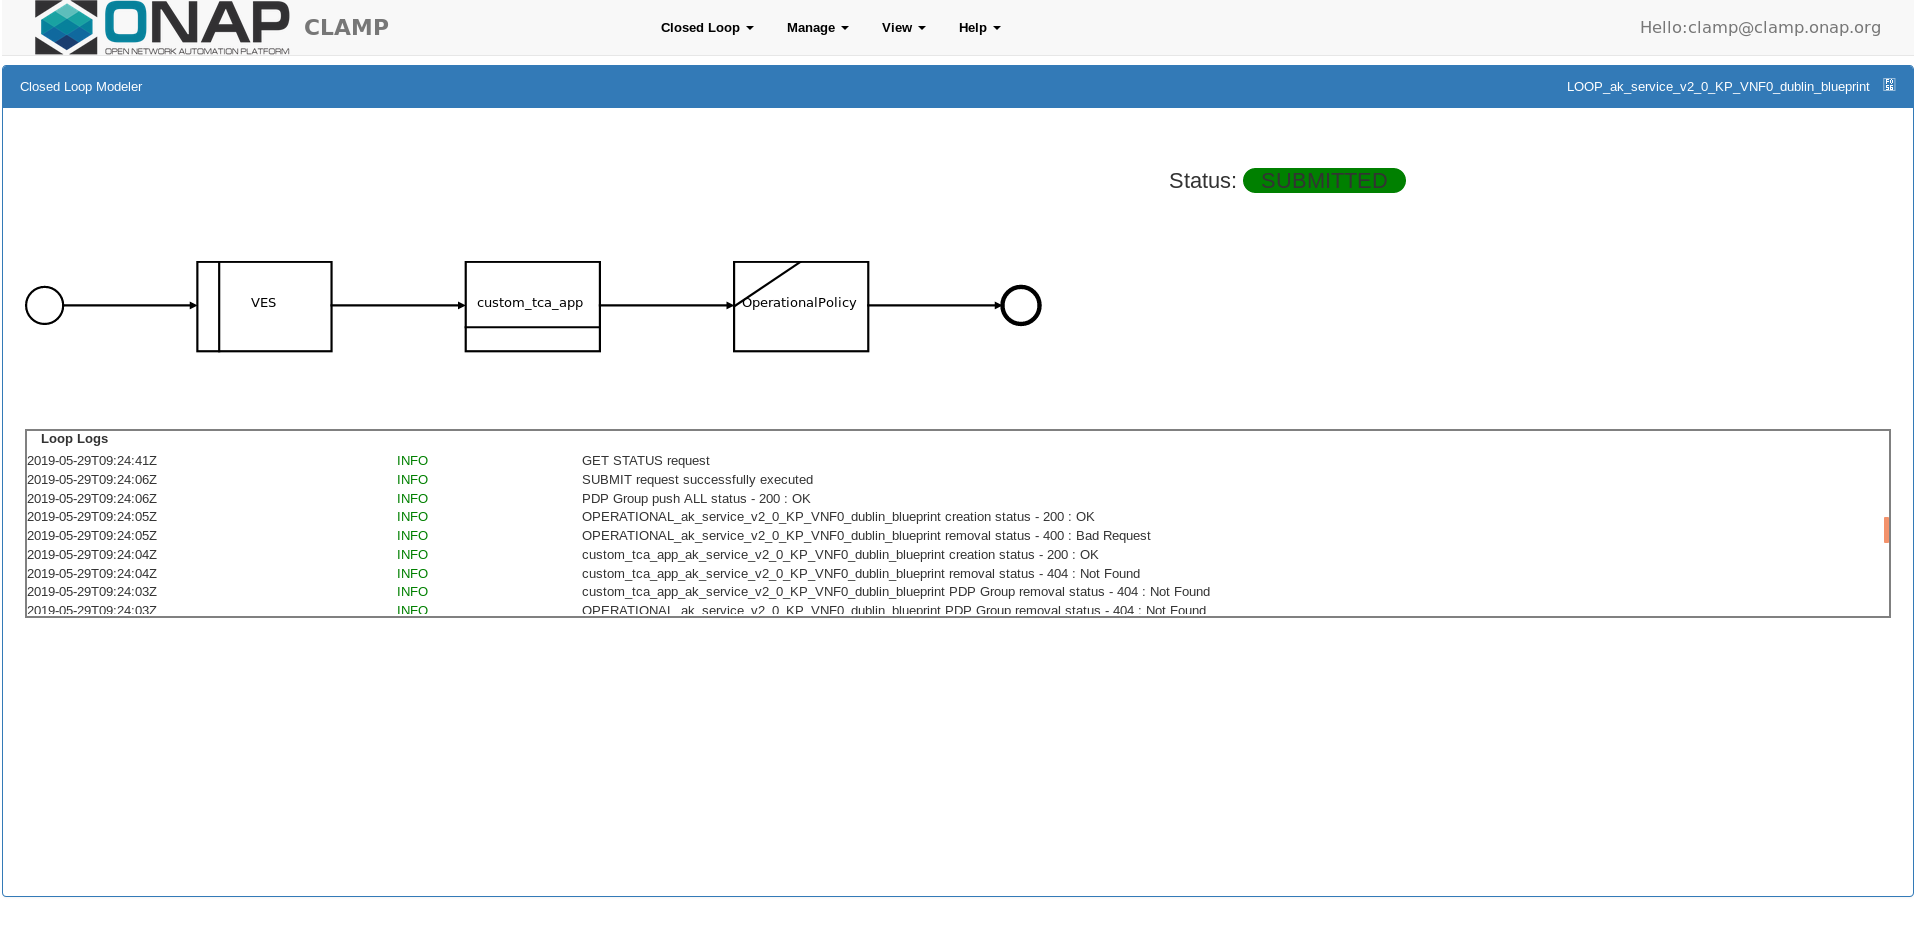 ONAP CLAMP Closed Loop Manage View Help Hello:clamp@clamp.onap.org
OPEN NETWORK AUTOMATION PLATFORM
Closed Loop Modeler LOOP_ak_service_v2_0_KP_VNF0_dublin_blueprint
Status: SUBMITTED
VES custom_tca_app OperationalPolicy
Loop Logs
2019-05-29T09:24:41Z INFO GET STATUS request
2019-05-29T09:24:06Z INFO SUBMIT request successfully executed
2019-05-29T09:24:06Z INFO PDP Group push ALL status - 200 : OK
2019-05-29T09:24:05Z INFO OPERATIONAL_ak_service_v2_0_KP_VNF0_dublin_blueprint creation status - 200 : OK
2019-05-29T09:24:05Z INFO OPERATIONAL_ak_service_v2_0_KP_VNF0_dublin_blueprint removal status - 400 : Bad Request
2019-05-29T09:24:04Z INFO custom_tca_app_ak_service_v2_0_KP_VNF0_dublin_blueprint creation status - 200 : OK
2019-05-29T09:24:04Z INFO custom_tca_app_ak_service_v2_0_KP_VNF0_dublin_blueprint removal status - 404 : Not Found
2019-05-29T09:24:03Z INFO custom_tca_app_ak_service_v2_0_KP_VNF0_dublin_blueprint PDP Group removal status - 404 : Not Found
2019-05-29T09:24:03Z INFO OPERATIONAL_ak_service_v2_0_KP_VNF0_dublin_blueprint PDP Group removal status - 404 : Not Found